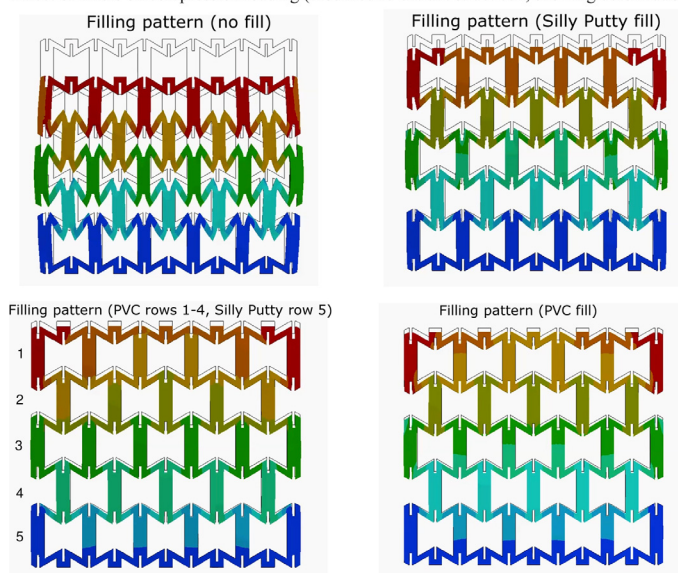 Filling pattern (no fill)
Filling pattern (Silly Putty fill)
Filling pattern (PVC rows 1-4, Silly Putty row 5)
Filling pattern (PVC fill)
1
2
3
4
5